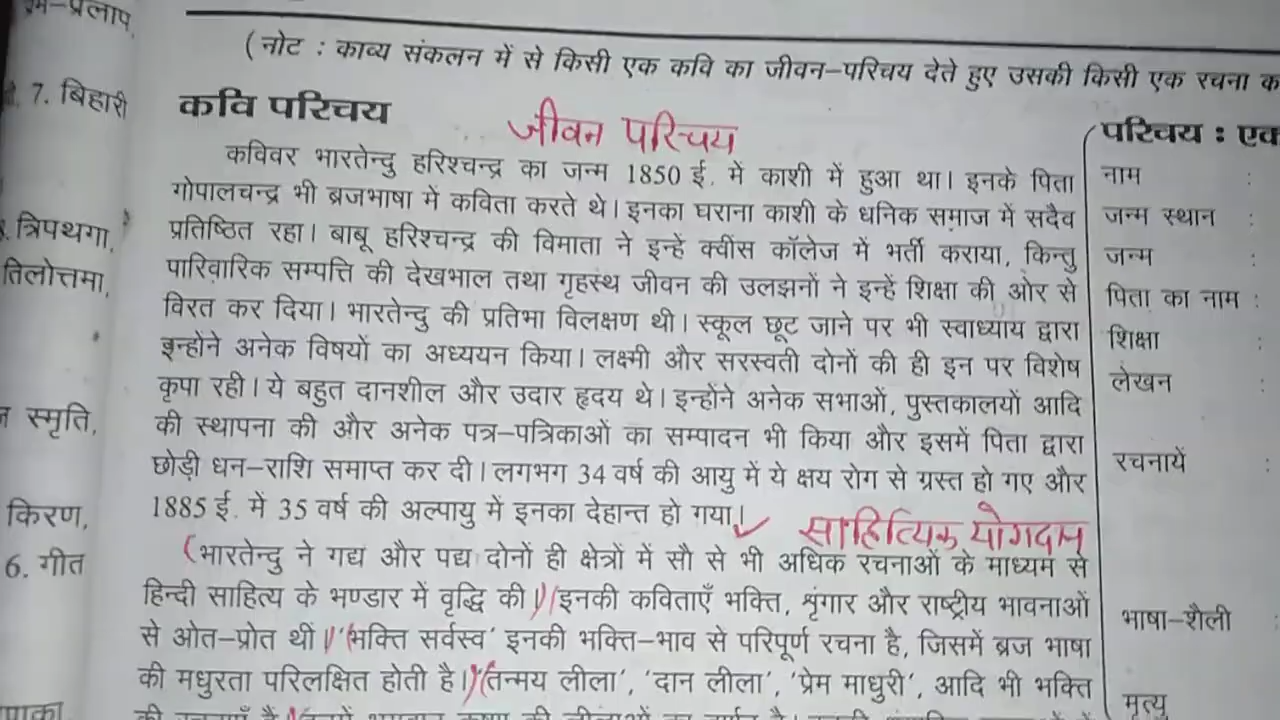 (नोट : काव्य संकलन में से किसी एक कवि का जीवन-परिचय देते हुए उसकी किसी एक रचना
कवि परिचय
जीवन परिचय
कविवर भारतेन्दु हरिश्चन्द्र का जन्म 1850 ई. में काशी में हुआ था। इनके पिता
गोपालचन्द्र भी ब्रजभाषा में कविता करते थे। इनका घराना काशी के धनिक समाज में सदैव
प्रतिष्ठित रहा। बाबू हरिश्चन्द्र की विमाता ने इन्हें क्वींस कॉलेज में भर्ती कराया, किन्तु
पारिवारिक सम्पत्ति की देखभाल तथा गृहस्थ जीवन की उलझनों ने इन्हें शिक्षा की ओर से
विरत कर दिया। भारतेन्दु की प्रतिभा विलक्षण थी। स्कूल छूट जाने पर भी स्वाध्याय द्वारा
इन्होंने अनेक विषयों का अध्ययन किया। लक्ष्मी और सरस्वती दोनों की ही इन पर विशेष
कृपा रही। ये बहुत दानशील और उदार हृदय थे। इन्होंने अनेक सभाओं, पुस्तकालयों आदि
की स्थापना की और अनेक पत्र-पत्रिकाओं का सम्पादन भी किया और इसमें पिता द्वारा
छोड़ी धन-राशि समाप्त कर दी। लगभग 34 वर्ष की आयु में ये क्षय रोग से ग्रस्त हो गए और
1885 ई. में 35 वर्ष की अल्पायु में इनका देहान्त हो गया।
साहित्यिक योगदान
(भारतेन्दु ने गद्य और पद्य दोनों ही क्षेत्रों में सौ से भी अधिक रचनाओं के माध्यम से
हिन्दी साहित्य के भण्डार में वृद्धि की।) (इनकी कविताएँ भक्ति, श्रृंगार और राष्ट्रीय भावनाओं
से ओत-प्रोत थीं।) ('भक्ति सर्वस्व' इनकी भक्ति-भाव से परिपूर्ण रचना है, जिसमें ब्रज भाषा
की मधुरता परिलक्षित होती है।) ('तन्मय लीला', 'दान लीला', 'प्रेम माधुरी', आदि भी भक्ति
परिचय : एक
नाम :
जन्म स्थान :
जन्म :
पिता का नाम :
शिक्षा :
लेखन :
रचनायें :
भाषा-शैली :
मृत्यु
-प्रलाप,
7. बिहारी
त्रिपथगा,
तिलोत्तमा,
स्मृति,
किरण,
6. गीत